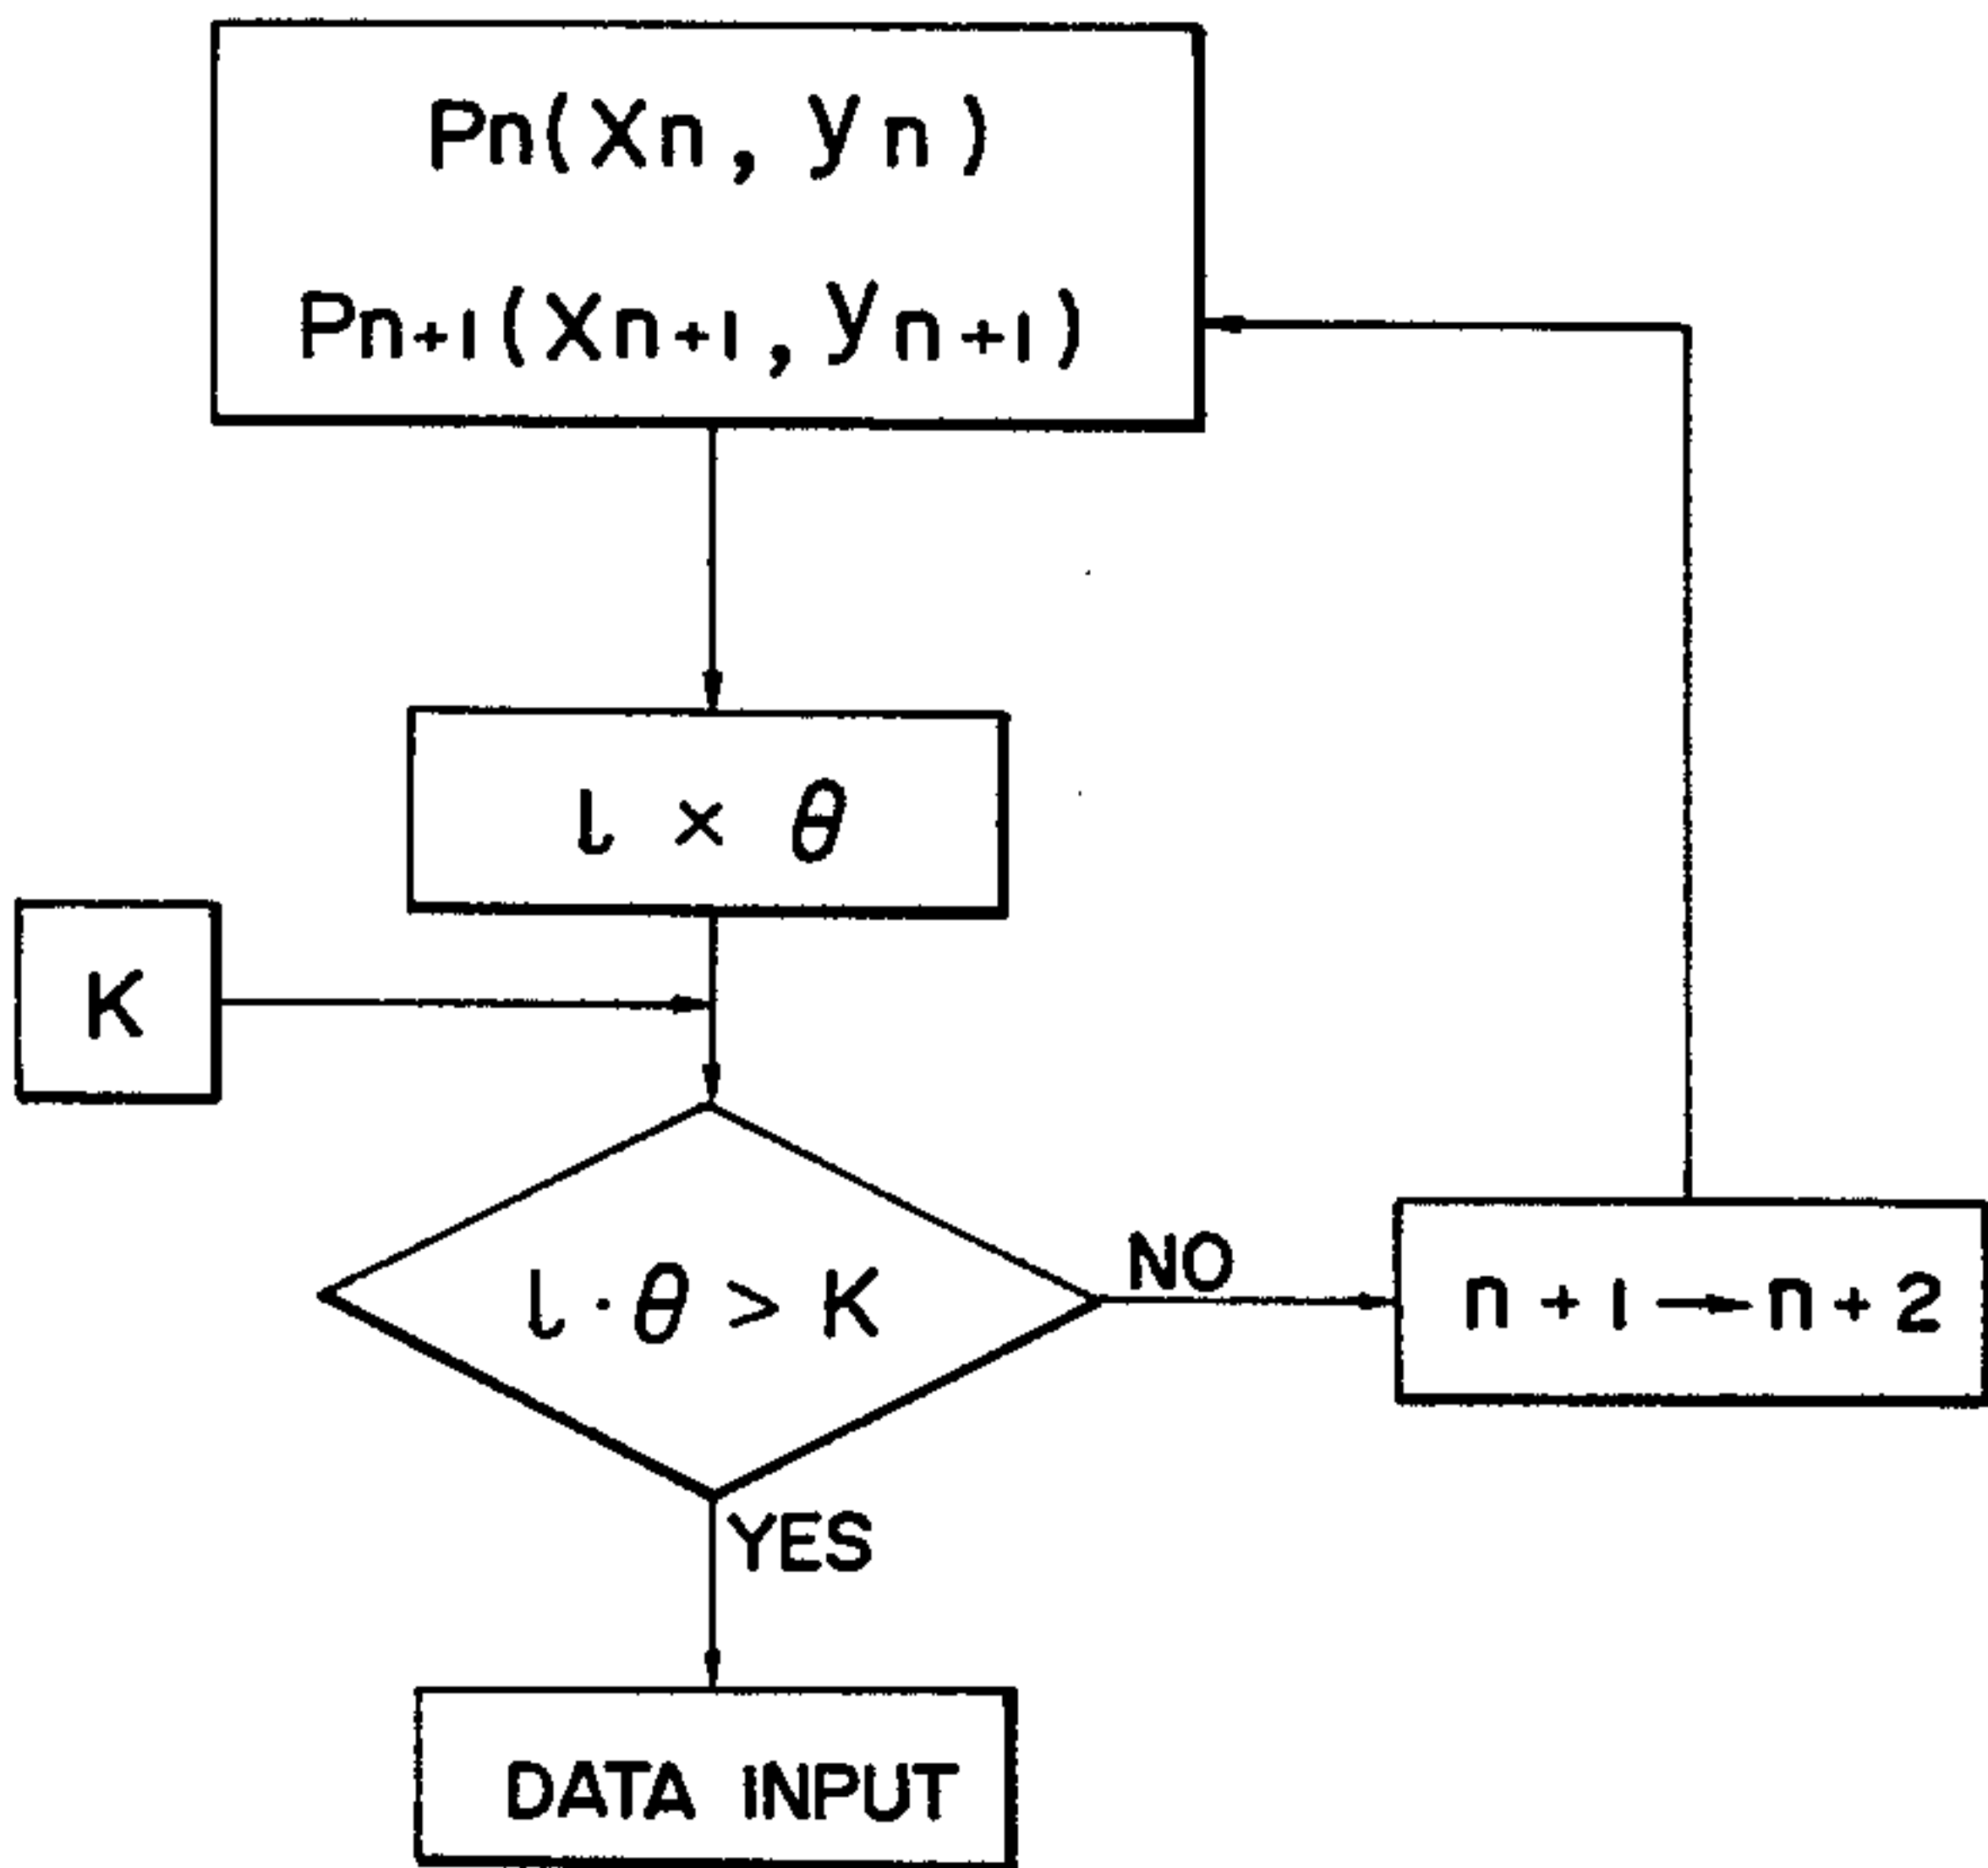 Pn(Xn, yn)
Pn+1(Xn+1, yn+1)
l × θ
K
l·θ > K
NO
n+1→n+2
YES
DATA INPUT